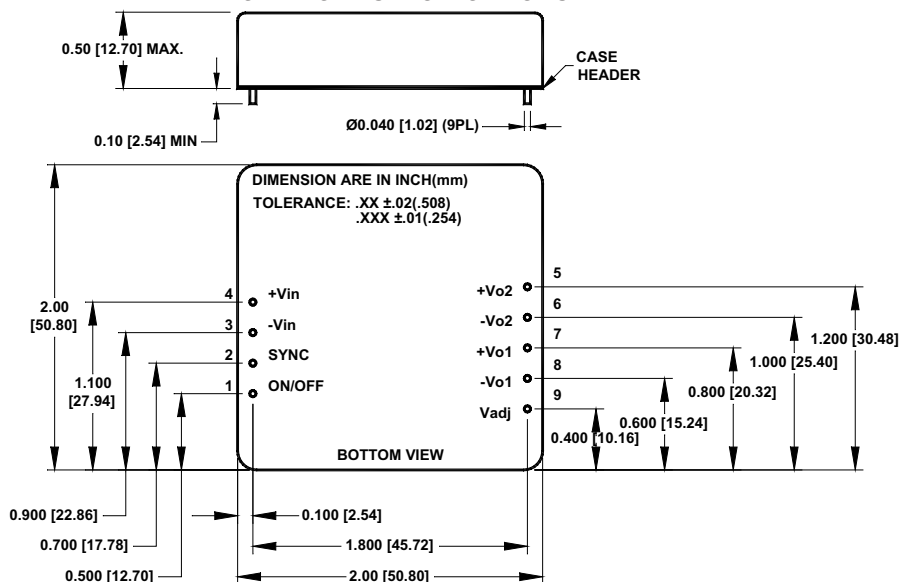 0.50 [12.70] MAX.
CASE
HEADER
Ø0.040 [1.02] (9PL)
0.10 [2.54] MIN
DIMENSION ARE IN INCH(mm)
TOLERANCE: .XX ±.02(.508)
.XXX ±.01(.254)
2.00
[50.80]
4 +Vin
3 -Vin
2 SYNC
1 ON/OFF
+Vo2 5
-Vo2 6
+Vo1 7
-Vo1 8
Vadj 9
1.200 [30.48]
1.000 [25.40]
0.800 [20.32]
0.600 [15.24]
0.400 [10.16]
1.100
[27.94]
BOTTOM VIEW
0.900 [22.86]
0.100 [2.54]
0.700 [17.78]
1.800 [45.72]
0.500 [12.70]
2.00 [50.80]